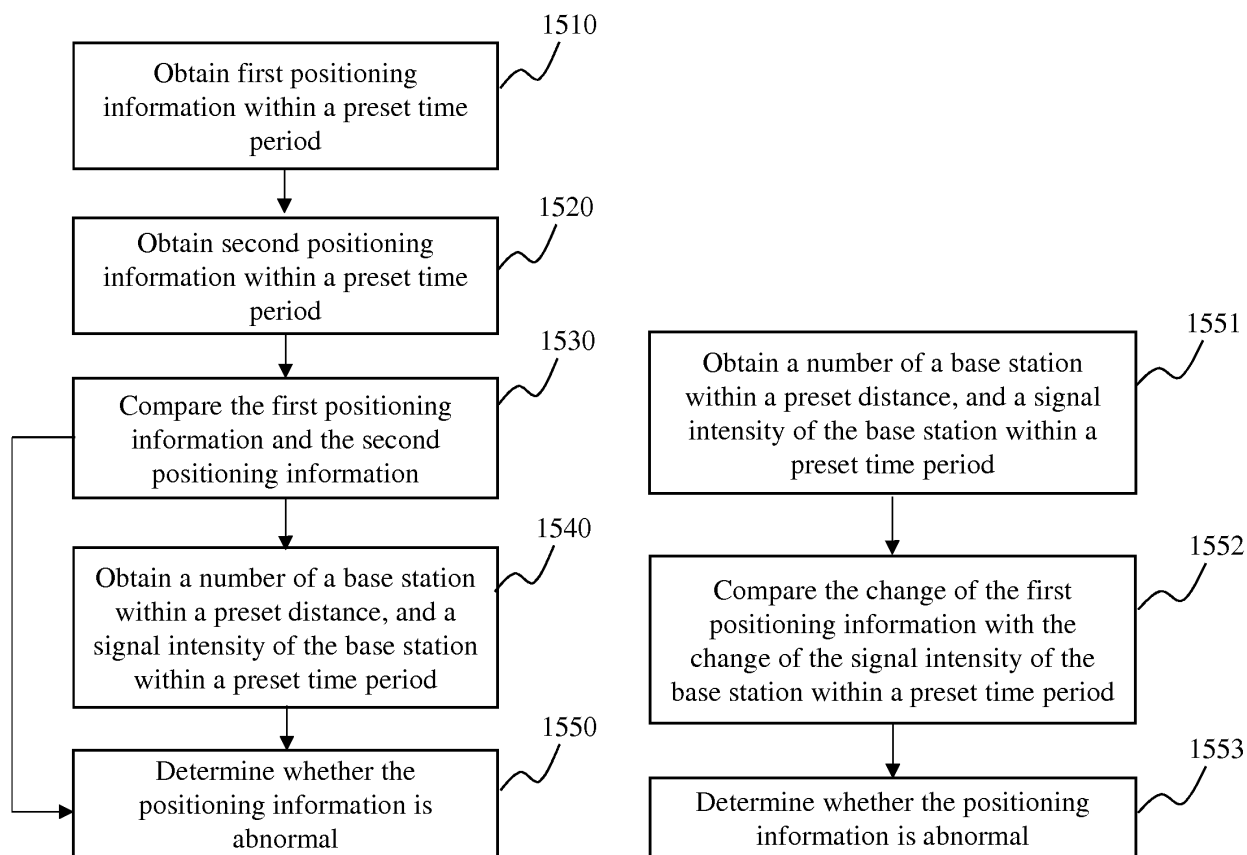 1510
Obtain first positioning
information within a preset time
period
1520
Obtain second positioning
information within a preset time
period
1530
Compare the first positioning
information and the second
positioning information
1540
Obtain a number of a base station
within a preset distance, and a
signal intensity of the base station
within a preset time period
1550
Determine whether the
positioning information is
abnormal
1551
Obtain a number of a base station
within a preset distance, and a signal
intensity of the base station within a
preset time period
1552
Compare the change of the first
positioning information with the
change of the signal intensity of the
base station within a preset time period
1553
Determine whether the positioning
information is abnormal